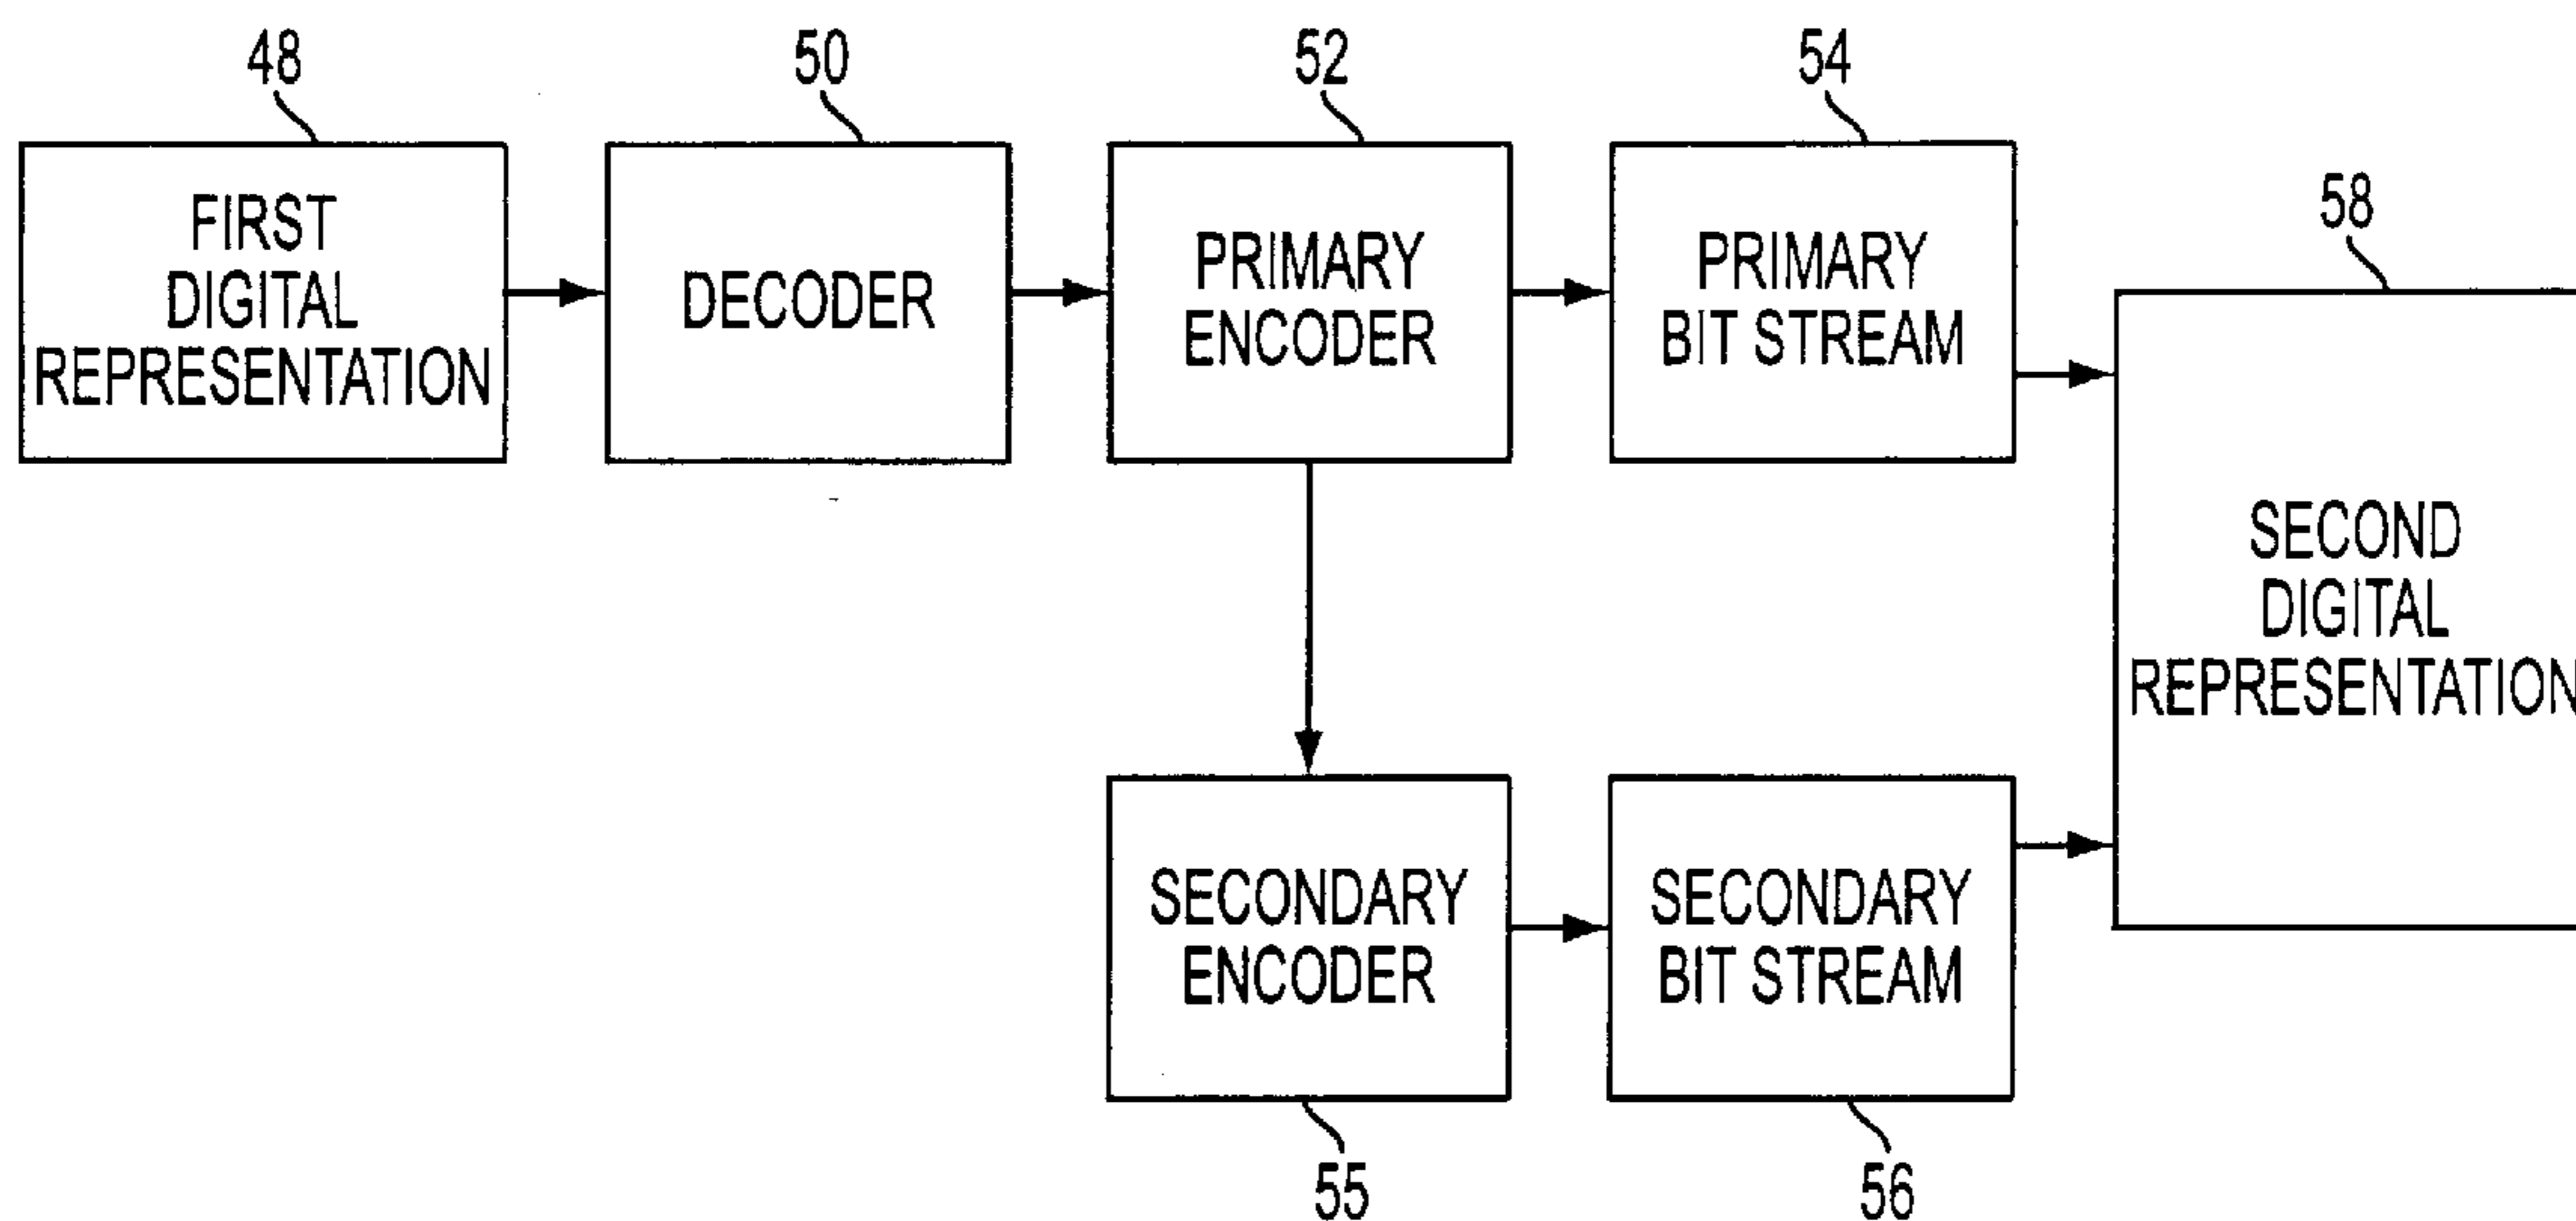 48
50
52
54
58
FIRST
DIGITAL
REPRESENTATION
DECODER
PRIMARY
ENCODER
PRIMARY
BIT STREAM
SECOND
DIGITAL
REPRESENTATION
SECONDARY
ENCODER
SECONDARY
BIT STREAM
55
56